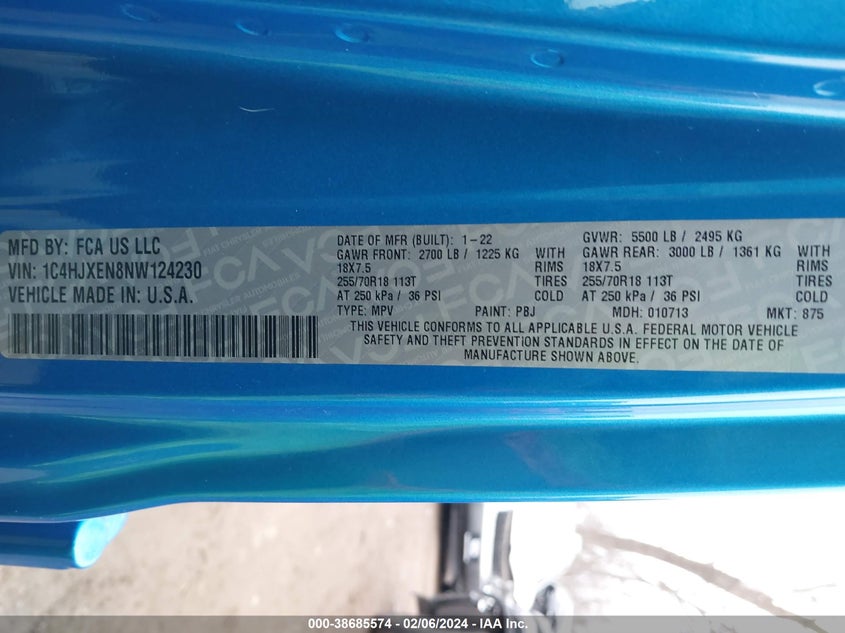 MFD BY: FCA US LLC
VIN: 1C4HJXEN8NW124230
VEHICLE MADE IN: U.S.A.
DATE OF MFR (BUILT): 1-22
GAWR FRONT: 2700 LB / 1225 KG WITH
18X7.5 RIMS
255/70R18 113T TIRES
AT 250 kPa / 36 PSI COLD
GVWR: 5500 LB / 2495 KG
GAWR REAR: 3000 LB / 1361 KG WITH
18X7.5 RIMS
255/70R18 113T TIRES
AT 250 kPa / 36 PSI COLD
TYPE: MPV PAINT: PBJ MDH: 010713 MKT: 875
THIS VEHICLE CONFORMS TO ALL APPLICABLE U.S.A. FEDERAL MOTOR VEHICLE
SAFETY AND THEFT PREVENTION STANDARDS IN EFFECT ON THE DATE OF
MANUFACTURE SHOWN ABOVE.
000-38685574 - 02/06/2024 - IAA Inc.